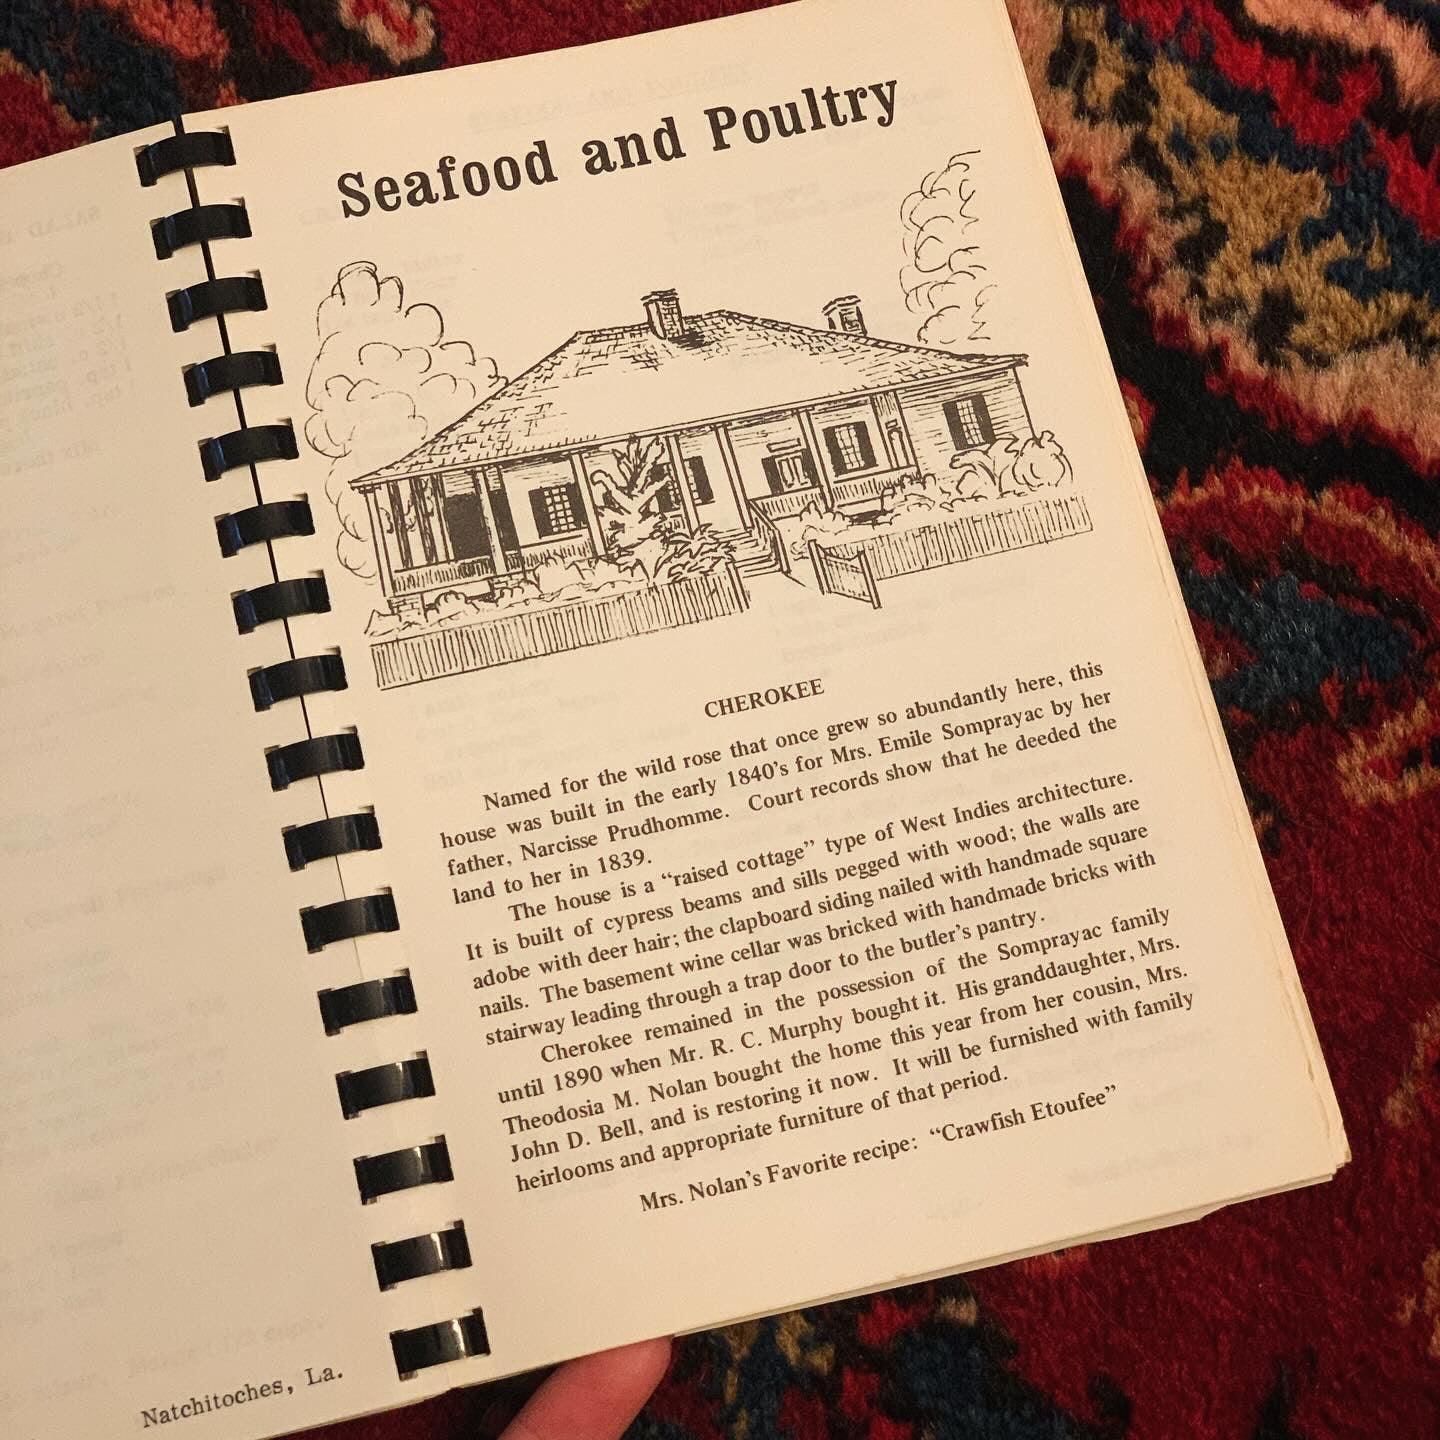 Seafood and Poultry
CHEROKEE
Named for the wild rose that once grew so abundantly here, this
house was built in the early 1840's for Mrs. Emile Somprayac by her
father, Narcisse Prudhomme. Court records show that he deeded the
land to her in 1839.
The house is a “raised cottage” type of West Indies architecture.
It is built of cypress beams and sills pegged with wood; the walls are
adobe with deer hair; the clapboard siding nailed with handmade square
nails. The basement wine cellar was bricked with handmade bricks with
stairway leading through a trap door to the butler's pantry.
Cherokee remained in the possession of the Somprayac family
until 1890 when Mr. R. C. Murphy bought it. His granddaughter, Mrs.
Theodosia M. Nolan bought the home this year from her cousin, Mrs.
John D. Bell, and is restoring it now. It will be furnished with family
heirlooms and appropriate furniture of that period.
Mrs. Nolan's Favorite recipe: “Crawfish Etoufee”
Natchitoches, La.